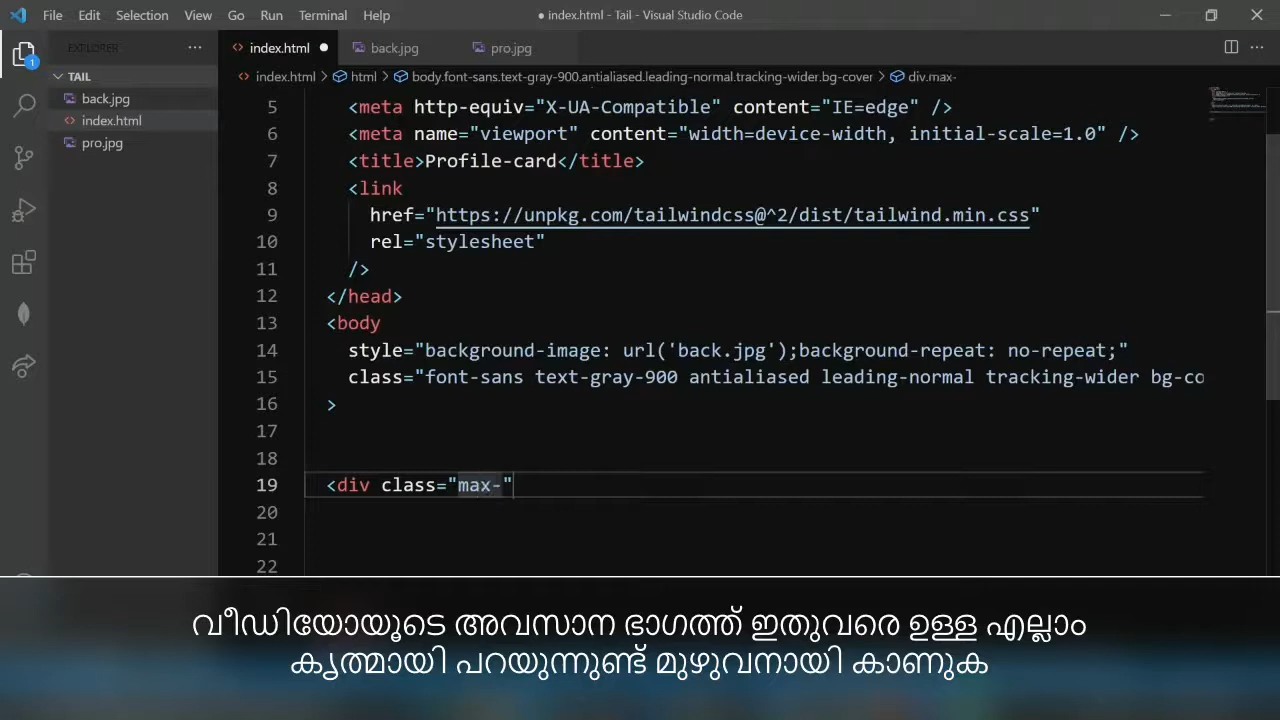 File Edit Selection View Go Run Terminal Help ● index.html - Tail - Visual Studio Code
EXPLORER ··· <> index.html ● back.jpg pro.jpg ···
1
TAIL
<> index.html > html > body.font-sans.text-gray-900.antialiased.leading-normal.tracking-wider.bg-cover > div.max-
back.jpg
<> index.html
pro.jpg
5 <meta http-equiv="X-UA-Compatible" content="IE=edge" />
6 <meta name="viewport" content="width=device-width, initial-scale=1.0" />
7 <title>Profile-card</title>
8 <link
9 href="https://unpkg.com/tailwindcss@^2/dist/tailwind.min.css"
10 rel="stylesheet"
11 />
12 </head>
13 <body
14 style="background-image: url('back.jpg');background-repeat: no-repeat;"
15 class="font-sans text-gray-900 antialiased leading-normal tracking-wider bg-co
16 >
17
18
19 <div class="max-"
20
21
22
വീഡിയോയൂടെ അവസാന ഭാഗത്ത് ഇതുവരെ ഉള്ള എല്ലാം
കൃത്മായി പറയുന്നുണ്ട് മുഴുവനായി കാണുക